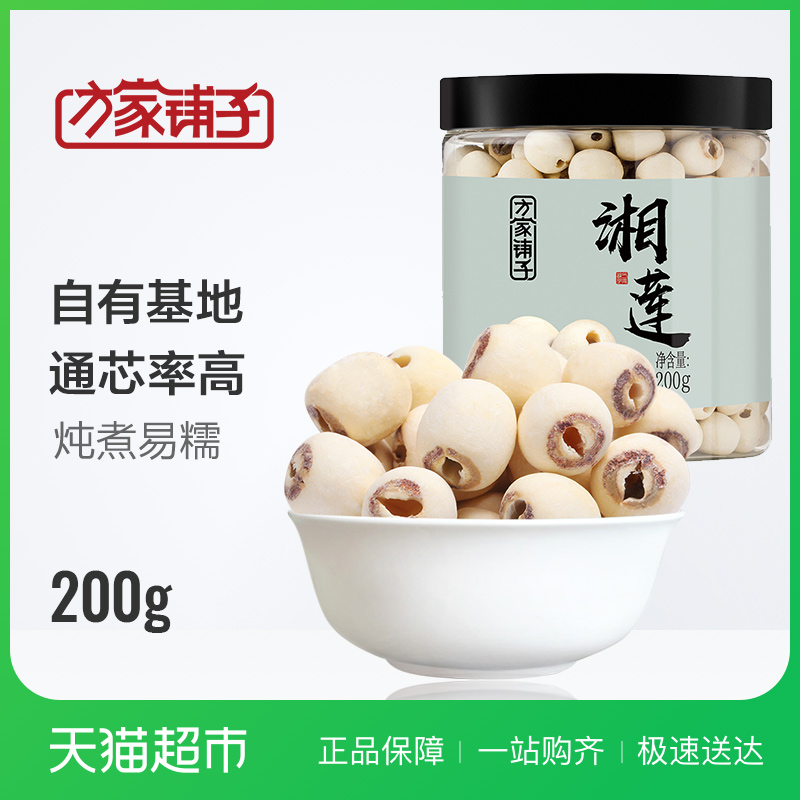 方家铺子
自有基地
通芯率高
炖煮易糯
200g
方家铺子
湘莲
净含量:
200g
天猫超市 正品保障 | 一站购齐 | 极速送达